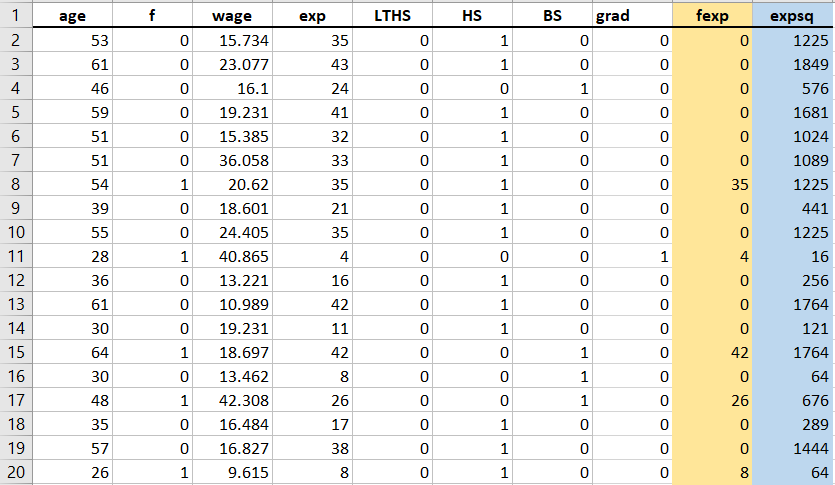 1 age f wage exp LTHS HS BS grad fexp expsq
2 53 0 15.734 35 0 1 0 0 0 1225
3 61 0 23.077 43 0 1 0 0 0 1849
4 46 0 16.1 24 0 0 1 0 0 576
5 59 0 19.231 41 0 1 0 0 0 1681
6 51 0 15.385 32 0 1 0 0 0 1024
7 51 0 36.058 33 0 1 0 0 0 1089
8 54 1 20.62 35 0 1 0 0 35 1225
9 39 0 18.601 21 0 1 0 0 0 441
10 55 0 24.405 35 0 1 0 0 0 1225
11 28 1 40.865 4 0 0 0 1 4 16
12 36 0 13.221 16 0 1 0 0 0 256
13 61 0 10.989 42 0 1 0 0 0 1764
14 30 0 19.231 11 0 1 0 0 0 121
15 64 1 18.697 42 0 0 1 0 42 1764
16 30 0 13.462 8 0 0 1 0 0 64
17 48 1 42.308 26 0 0 1 0 26 676
18 35 0 16.484 17 0 1 0 0 0 289
19 57 0 16.827 38 0 1 0 0 0 1444
20 26 1 9.615 8 0 1 0 0 8 64